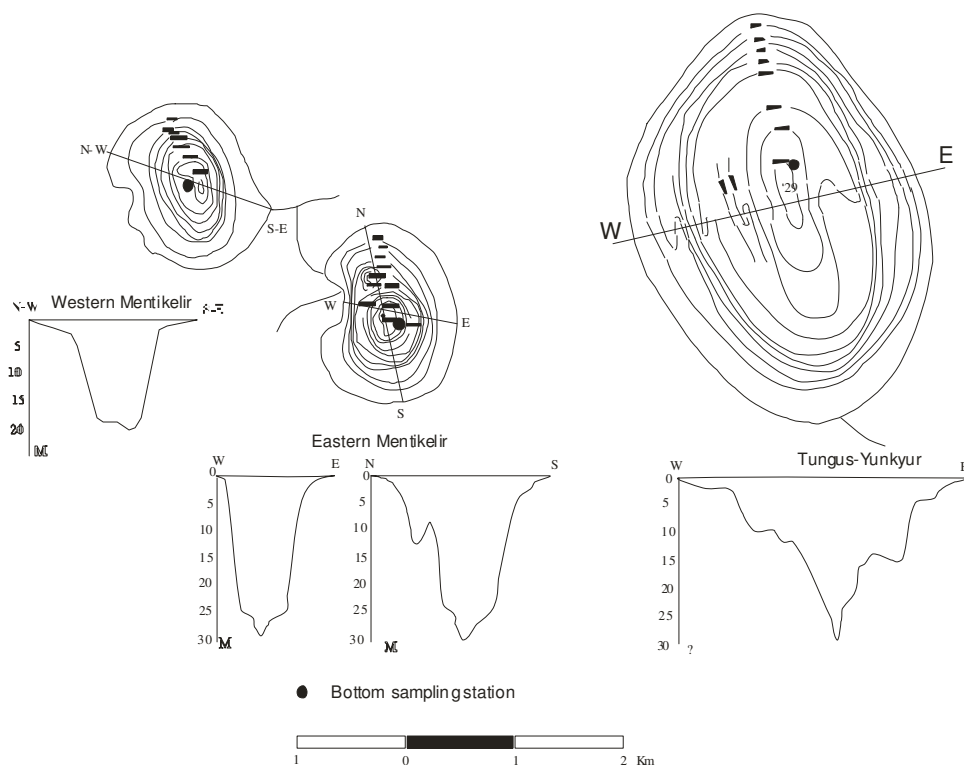 E
N-W
'29
N
S-E
W
W
E
S
Western Mentikelir
N-W
5
10
15
20
M
Eastern Mentikelir
W E
0
5
10
15
20
25
30 M
N S
0
5
10
15
20
25
30 M
Tungus-Yunkyur
W
0
5
10
15
20
25
30 ?
Bottom sampling station
1 0 1 2 Km